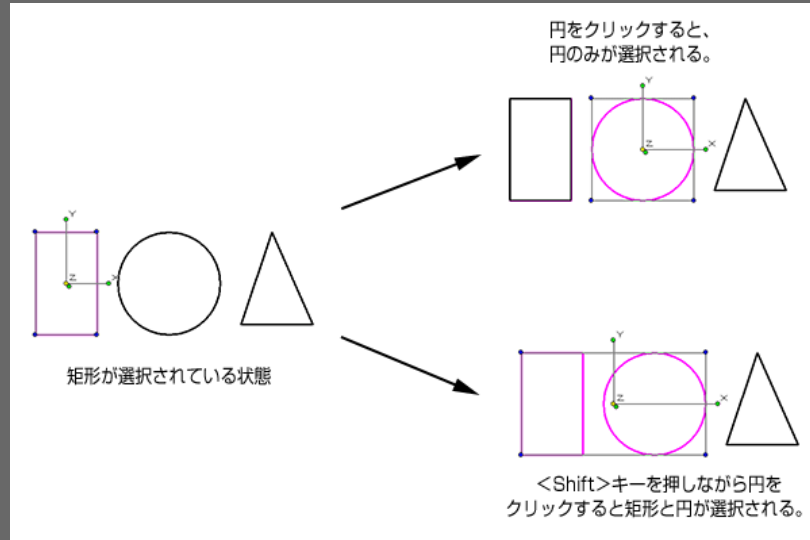 円をクリックすると、
円のみが選択される。
Y
Z
X
Y
Z
X
矩形が選択されている状態
Y
Z
X
＜Shift＞キーを押しながら円を
クリックすると矩形と円が選択される。